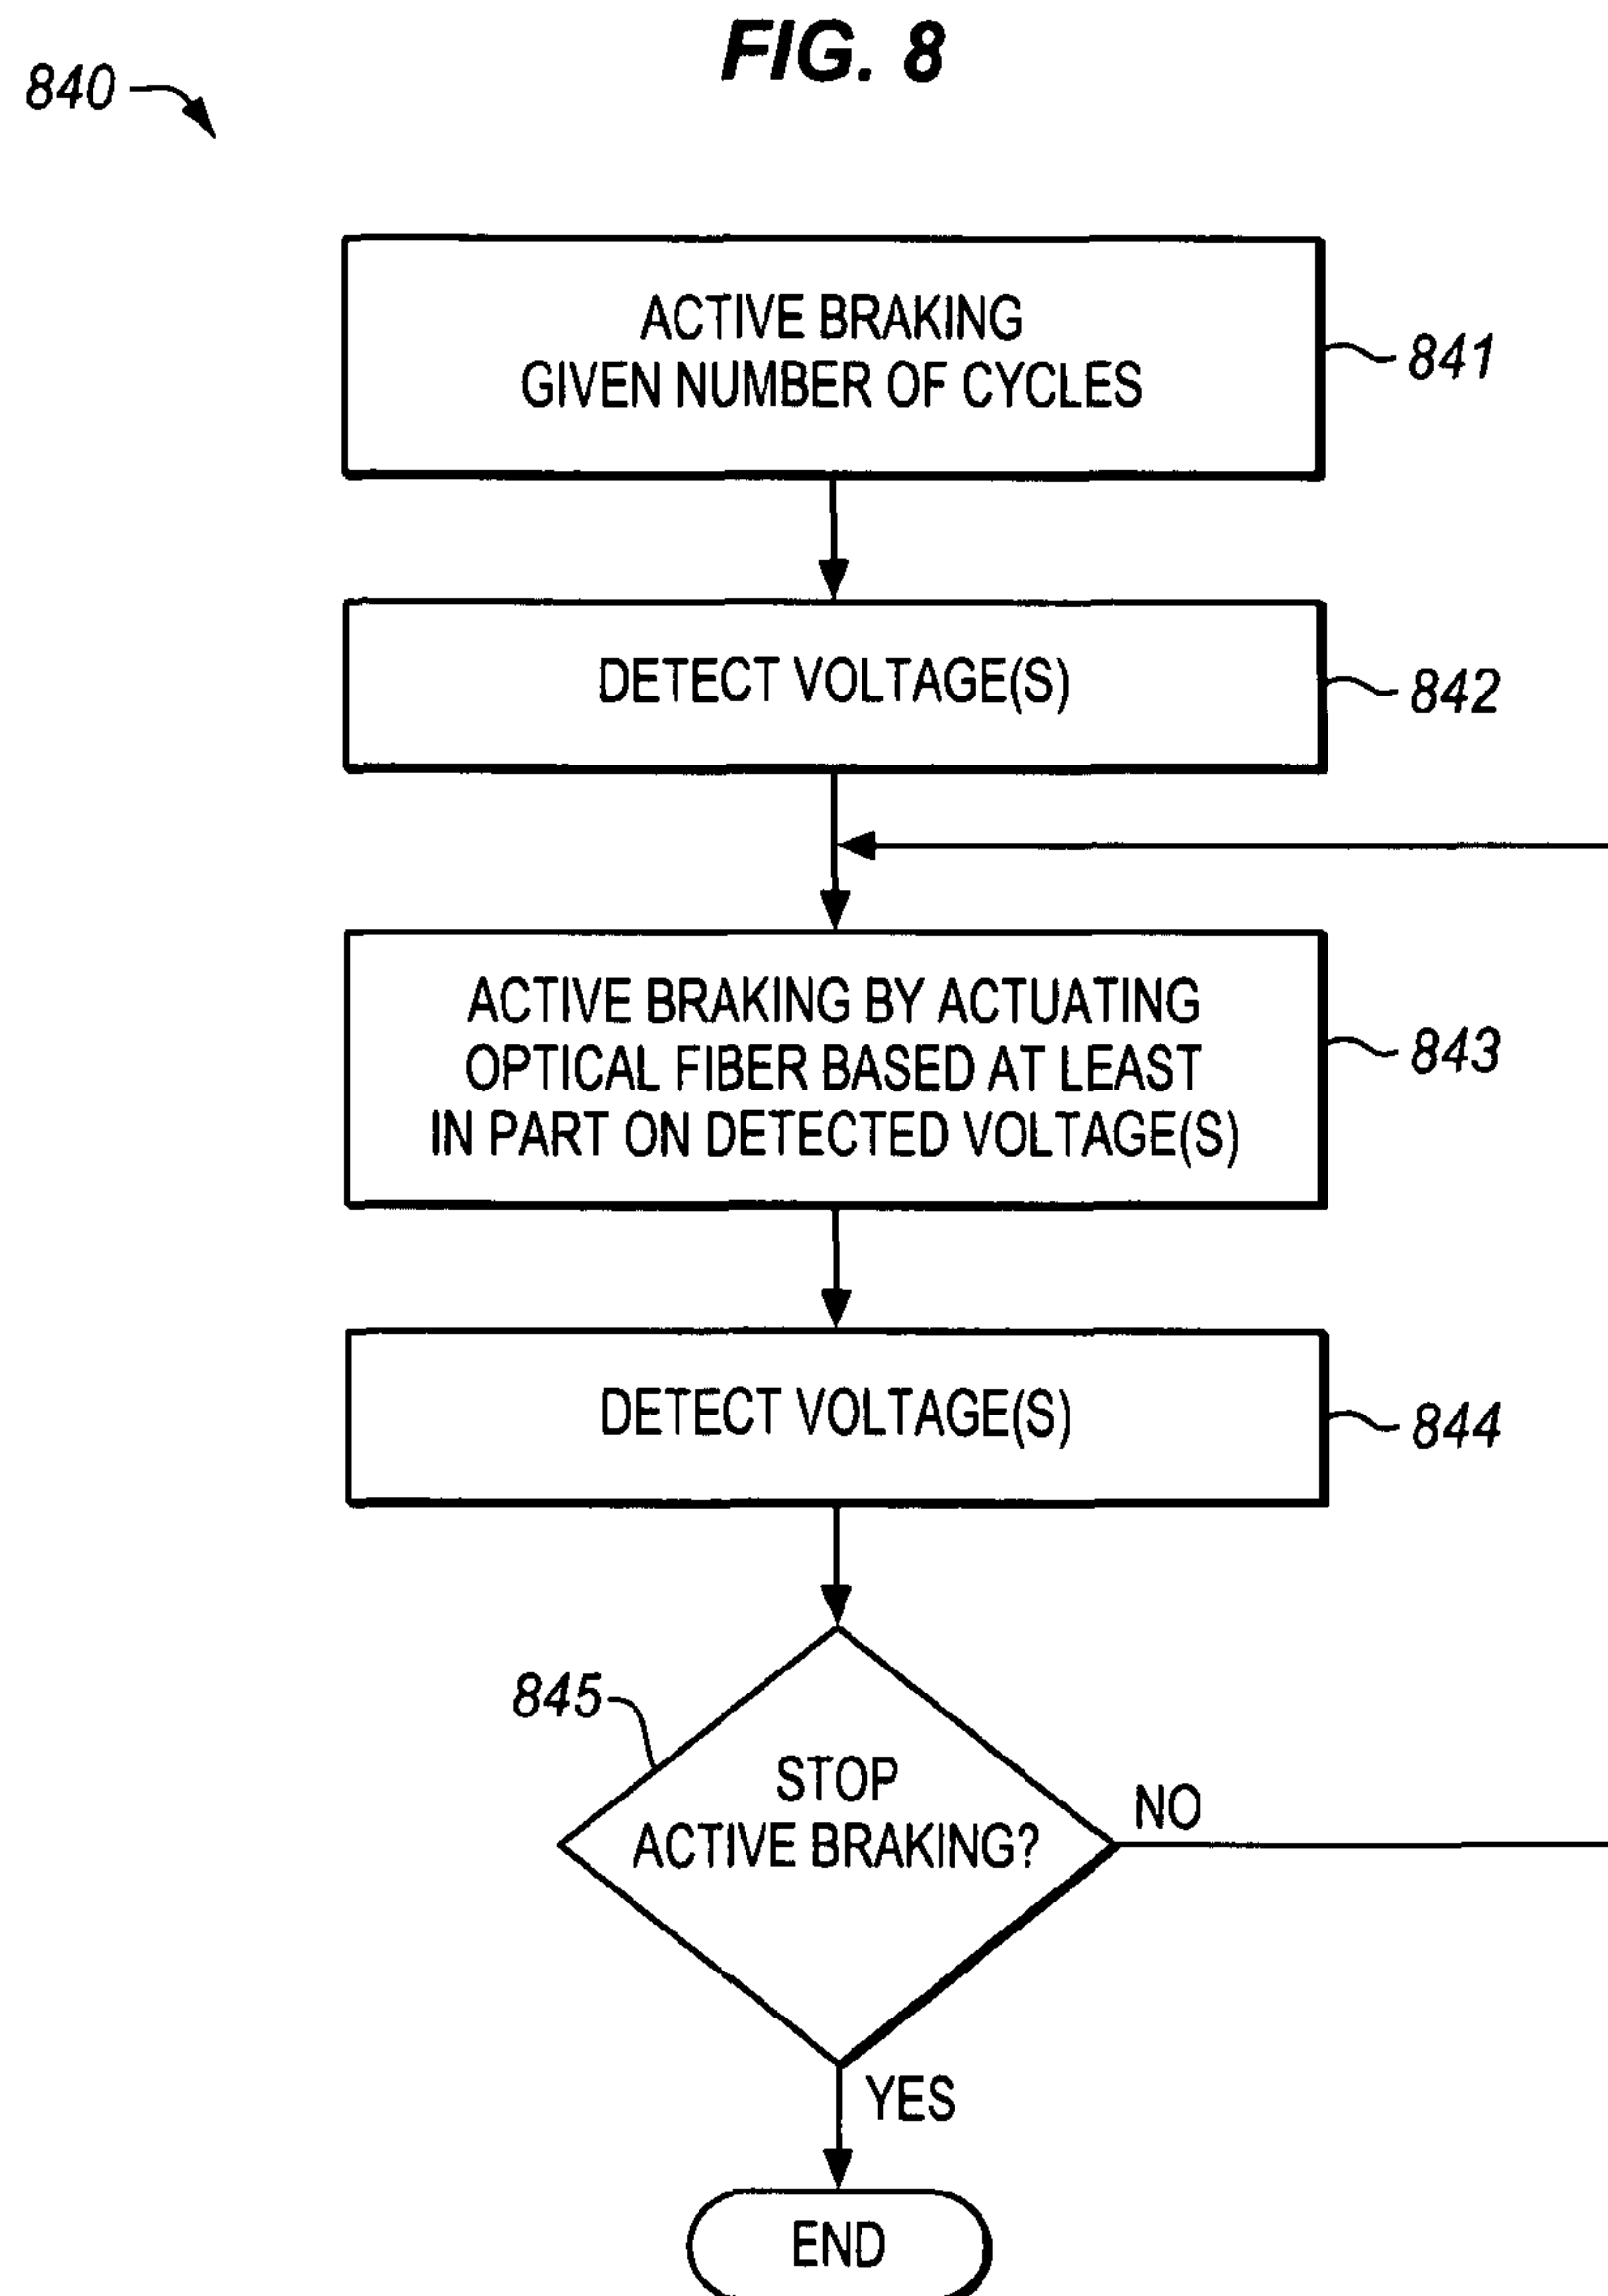 FIG. 8
840
ACTIVE BRAKING
GIVEN NUMBER OF CYCLES
841
DETECT VOLTAGE(S)
842
ACTIVE BRAKING BY ACTUATING
OPTICAL FIBER BASED AT LEAST
IN PART ON DETECTED VOLTAGE(S)
843
DETECT VOLTAGE(S)
844
845
STOP
ACTIVE BRAKING?
NO
YES
END